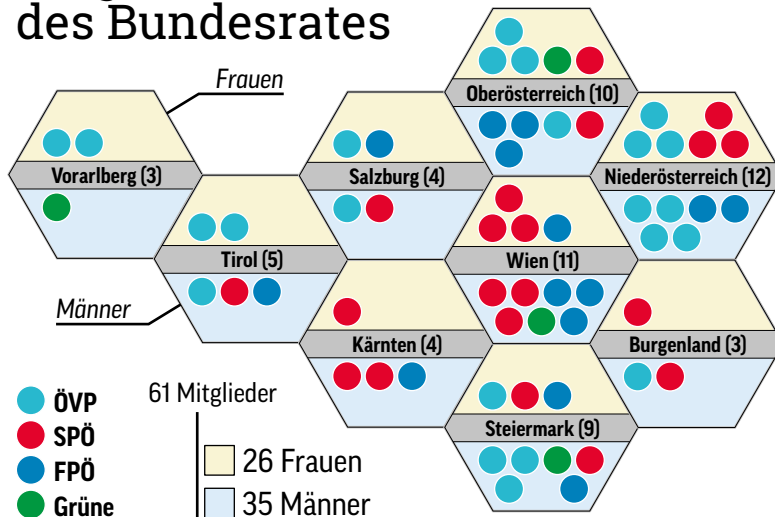 des Bundesrates
Frauen
Oberösterreich (10)
Vorarlberg (3)
Salzburg (4)
Niederösterreich (12)
Tirol (5)
Wien (11)
Männer
Kärnten (4)
Burgenland (3)
ÖVP
SPÖ
FPÖ
Grüne
61 Mitglieder
26 Frauen
35 Männer
Steiermark (9)